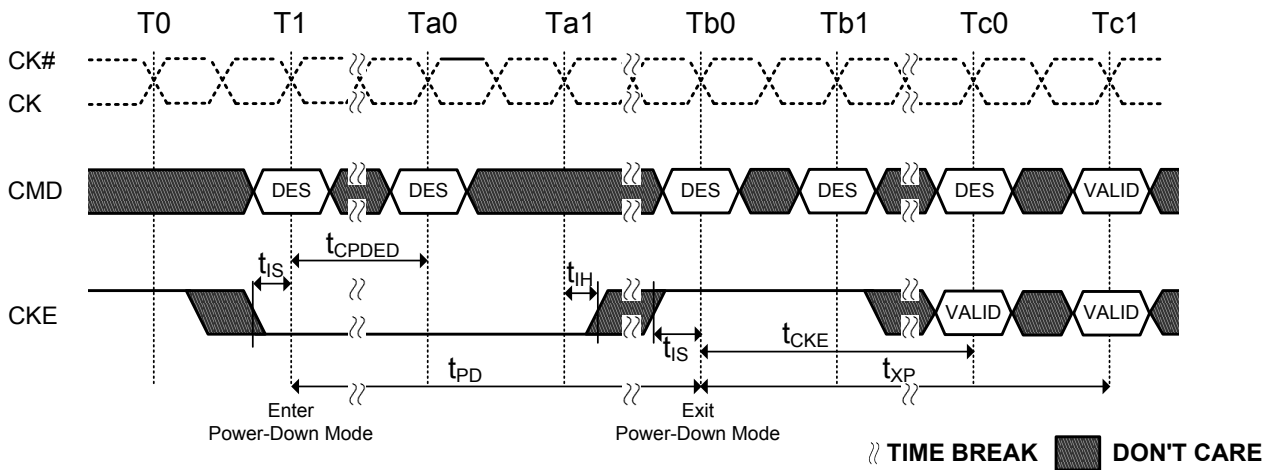 T0 T1 Ta0 Ta1 Tb0 Tb1 Tc0 Tc1
CK#
CK
CMD DES DES DES DES DES VALID
tIS tCPDED tIH
CKE VALID VALID
tIS tCKE
tPD tXP
Enter
Power-Down Mode
Exit
Power-Down Mode
TIME BREAK DON'T CARE